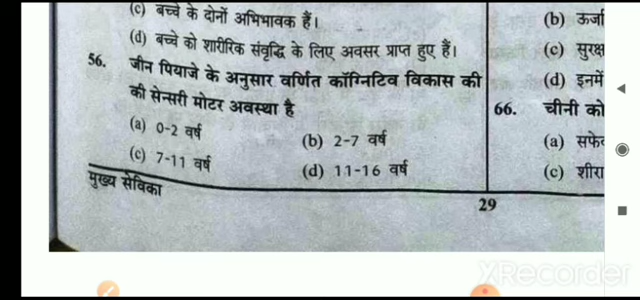 (c) बच्चे के दोनों अभिभावक हैं।
(d) बच्चे को शारीरिक संवृद्धि के लिए अवसर प्राप्त हुए हैं।
56. जीन पियाजे के अनुसार वर्णित कॉग्निटिव विकास की
की सेन्सरी मोटर अवस्था है
(a) 0-2 वर्ष
(b) 2-7 वर्ष
(c) 7-11 वर्ष
(d) 11-16 वर्ष
मुख्य सेविका
(b) ऊर्जा
(c) सुरक्ष
(d) इनमें
66. चीनी को
(a) सफे
(c) शीरा
29
XRecorder